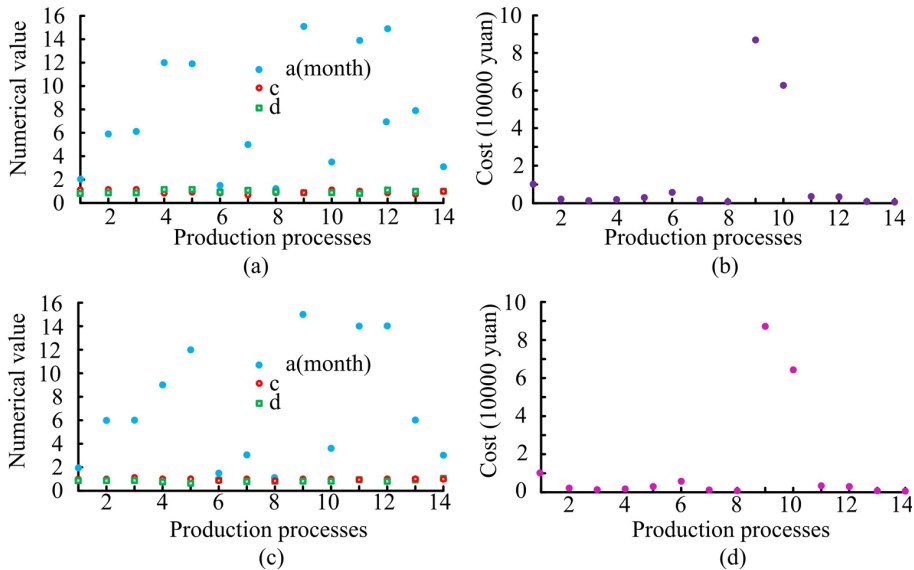 Numerical value
16
14
12
10
8
6
4
2
0
a(month)
c
d
2 4 6 8 10 12 14
Production processes
(a)
Cost (10000 yuan)
10
8
6
4
2
0
2 4 6 8 10 12 14
Production processes
(b)
Numerical value
16
14
12
10
8
6
4
2
0
a(month)
c
d
2 4 6 8 10 12 14
Production processes
(c)
Cost (10000 yuan)
10
8
6
4
2
0
2 4 6 8 10 12 14
Production processes
(d)